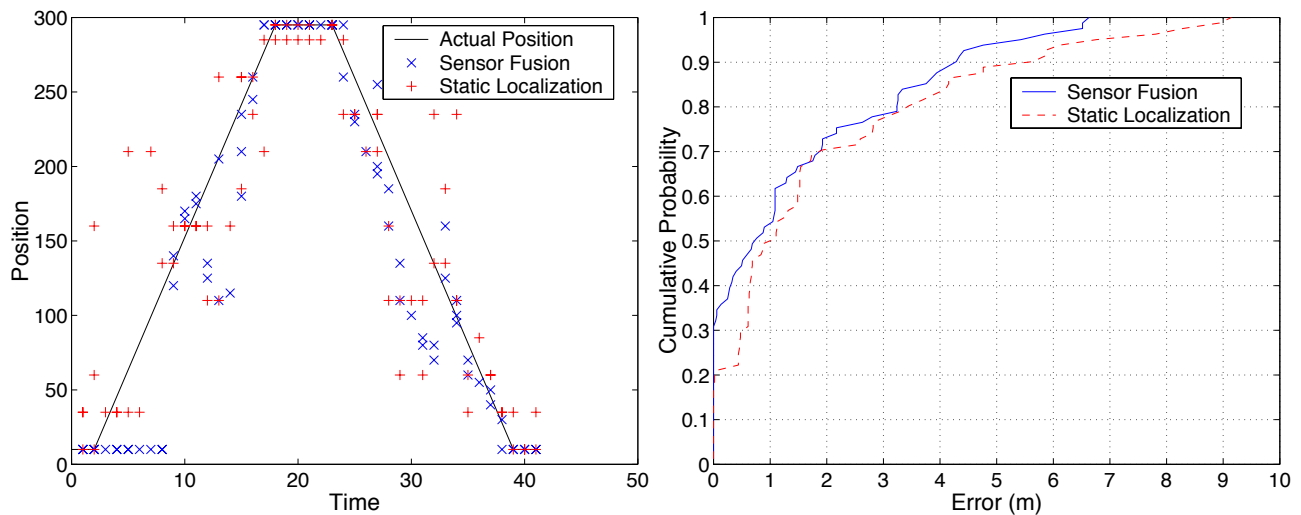 300
250
200
150
100
50
0
Position
0 10 20 30 40 50
Time
Actual Position
Sensor Fusion
Static Localization
1
0.9
0.8
0.7
0.6
0.5
0.4
0.3
0.2
0.1
0
Cumulative Probability
0 1 2 3 4 5 6 7 8 9 10
Error (m)
Sensor Fusion
Static Localization